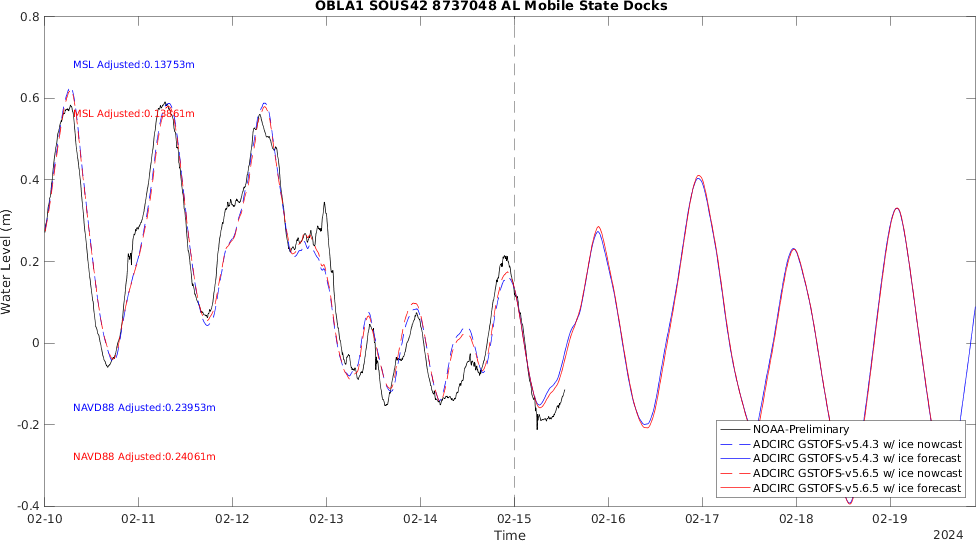 OBLA1 SOUS42 8737048 AL Mobile State Docks
0.8
MSL Adjusted:0.13753m
0.6
MSL Adjusted:0.13861m
0.4
Water Level (m)
0.2
0
NAVD88 Adjusted:0.23953m
-0.2
NOAA-Preliminary
ADCIRC GSTOFS-v5.4.3 w/ ice nowcast
NAVD88 Adjusted:0.24061m
ADCIRC GSTOFS-v5.4.3 w/ ice forecast
ADCIRC GSTOFS-v5.6.5 w/ ice nowcast
ADCIRC GSTOFS-v5.6.5 w/ ice forecast
-0.4
02-10 02-11 02-12 02-13 02-14 02-15 02-16 02-17 02-18 02-19
Time
2024